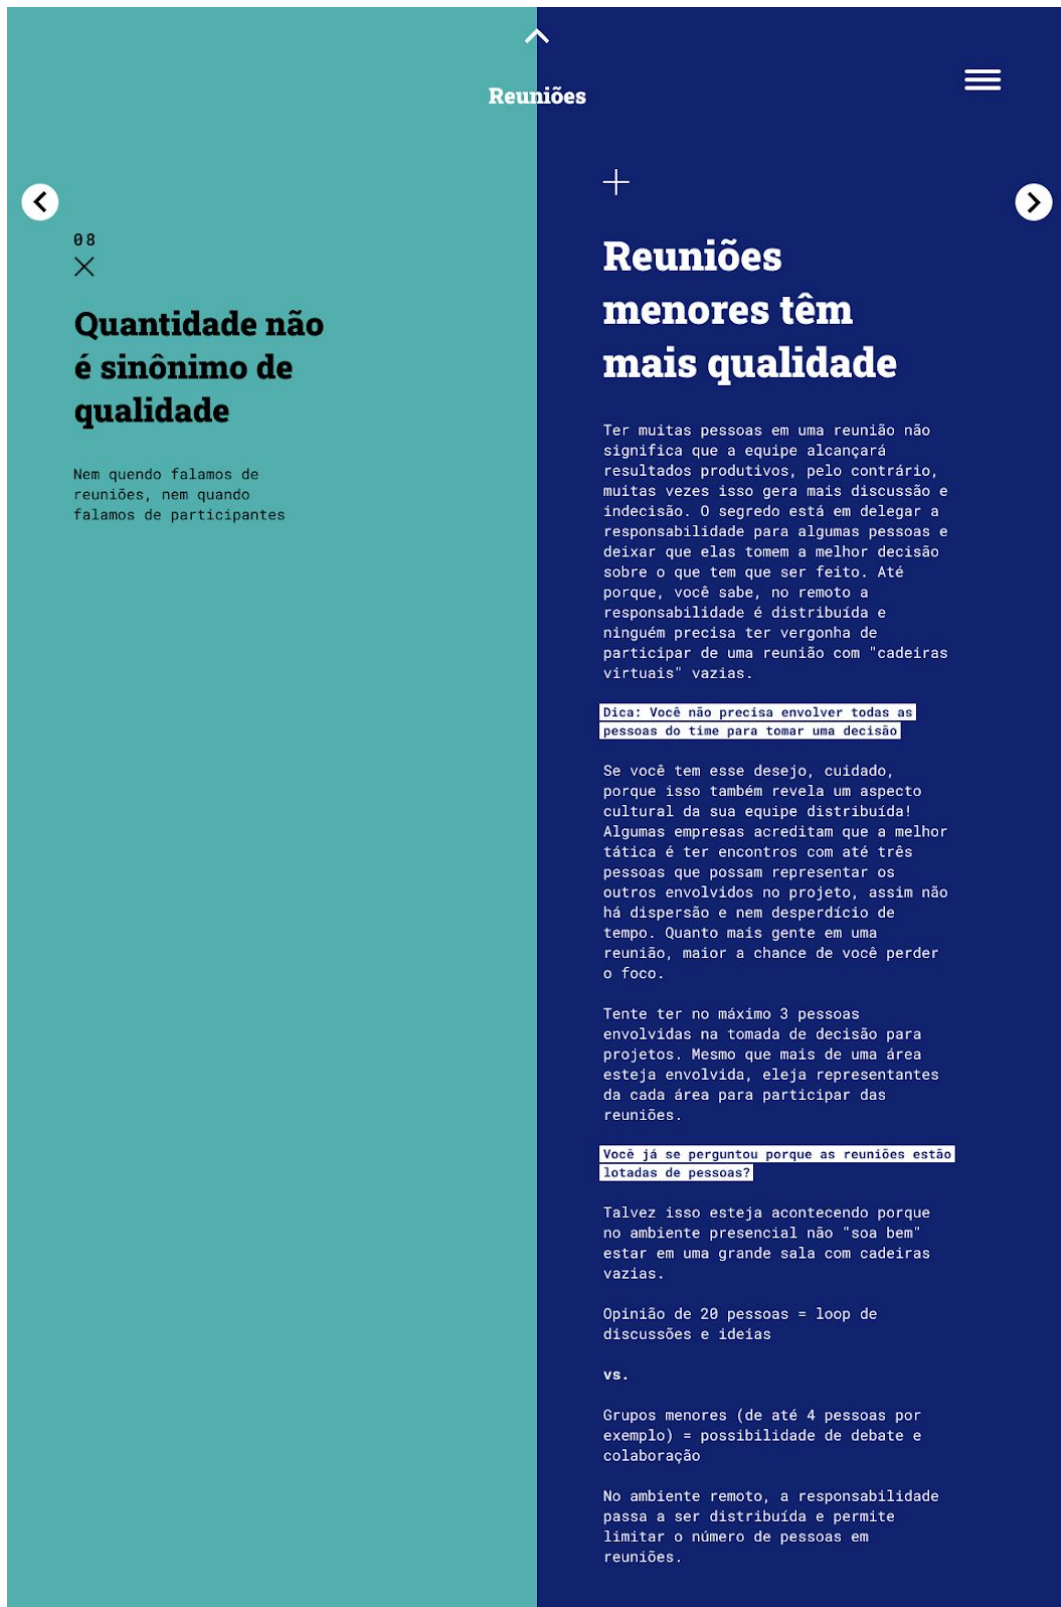 Reuniões
08
Quantidade não
é sinônimo de
qualidade
Nem quendo falamos de
reuniões, nem quando
falamos de participantes
Reuniões
menores têm
mais qualidade
Ter muitas pessoas em uma reunião não
significa que a equipe alcançará
resultados produtivos, pelo contrário,
muitas vezes isso gera mais discussão e
indecisão. O segredo está em delegar a
responsabilidade para algumas pessoas e
deixar que elas tomem a melhor decisão
sobre o que tem que ser feito. Até
porque, você sabe, no remoto a
responsabilidade é distribuída e
ninguém precisa ter vergonha de
participar de uma reunião com "cadeiras
virtuais" vazias.
Dica: Você não precisa envolver todas as
pessoas do time para tomar uma decisão
Se você tem esse desejo, cuidado,
porque isso também revela um aspecto
cultural da sua equipe distribuída!
Algumas empresas acreditam que a melhor
tática é ter encontros com até três
pessoas que possam representar os
outros envolvidos no projeto, assim não
há dispersão e nem desperdício de
tempo. Quanto mais gente em uma
reunião, maior a chance de você perder
o foco.
Tente ter no máximo 3 pessoas
envolvidas na tomada de decisão para
projetos. Mesmo que mais de uma área
esteja envolvida, eleja representantes
da cada área para participar das
reuniões.
Você já se perguntou porque as reuniões estão
lotadas de pessoas?
Talvez isso esteja acontecendo porque
no ambiente presencial não "soa bem"
estar em uma grande sala com cadeiras
vazias.
Opinião de 20 pessoas = loop de
discussões e ideias
vs.
Grupos menores (de até 4 pessoas por
exemplo) = possibilidade de debate e
colaboração
No ambiente remoto, a responsabilidade
passa a ser distribuída e permite
limitar o número de pessoas em
reuniões.